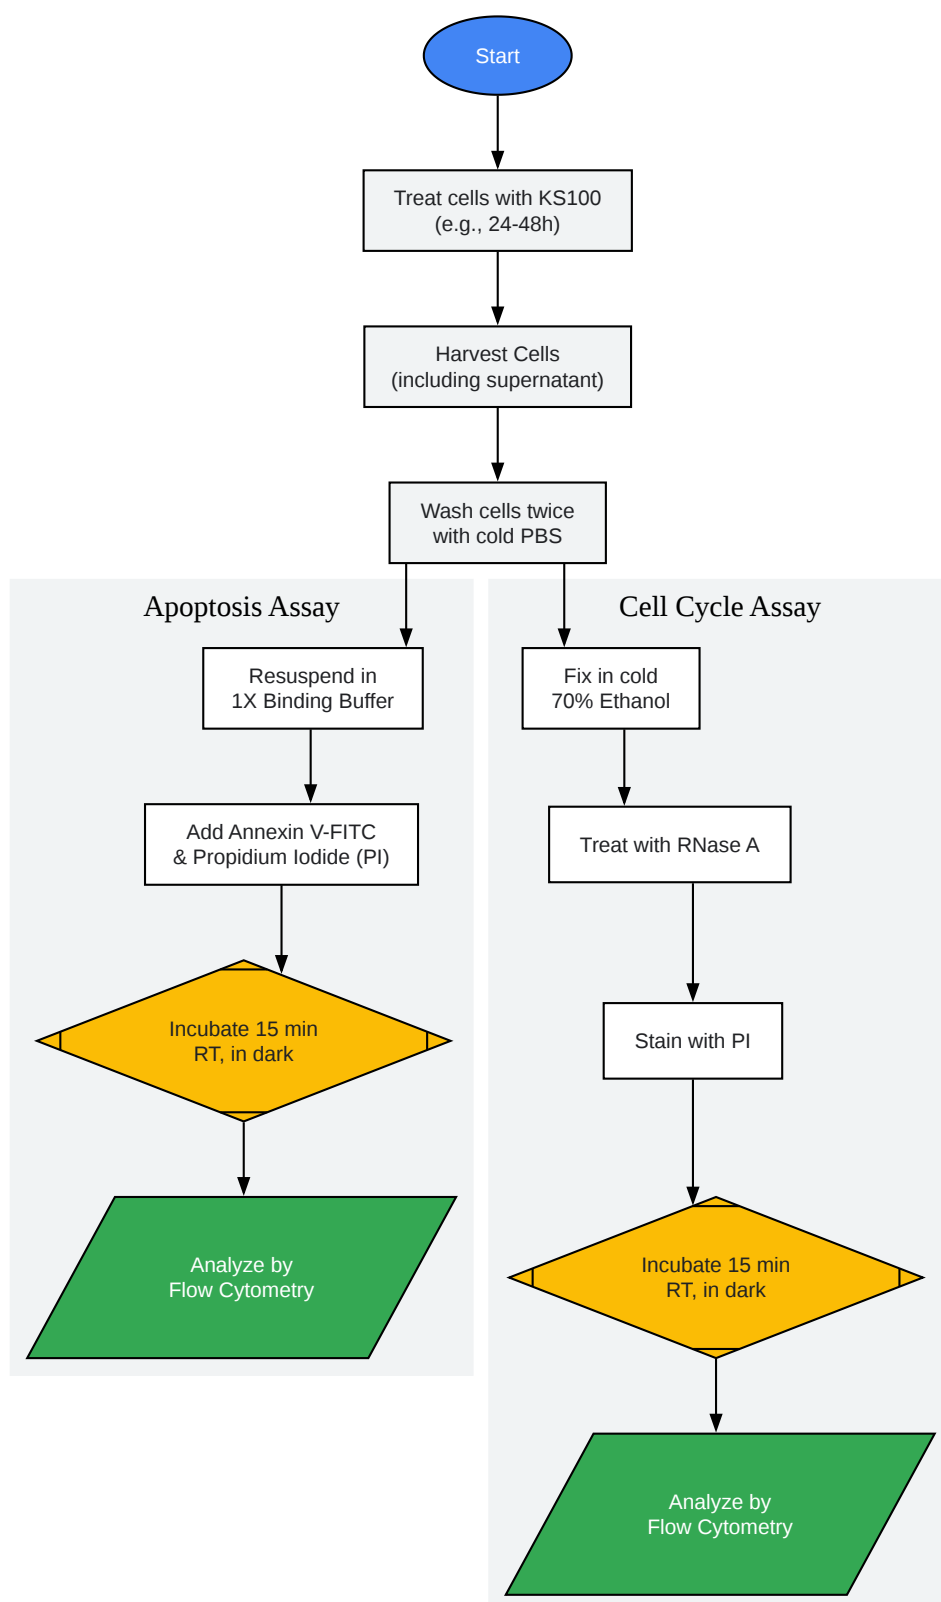 Start
Treat cells with KS100
(e.g., 24-48h)
Harvest Cells
(including supernatant)
Wash cells twice
with cold PBS
Apoptosis Assay
Resuspend in
1X Binding Buffer
Add Annexin V-FITC
& Propidium Iodide (PI)
Incubate 15 min
RT, in dark
Analyze by
Flow Cytometry
Cell Cycle Assay
Fix in cold
70% Ethanol
Treat with RNase A
Stain with PI
Incubate 15 min
RT, in dark
Analyze by
Flow Cytometry